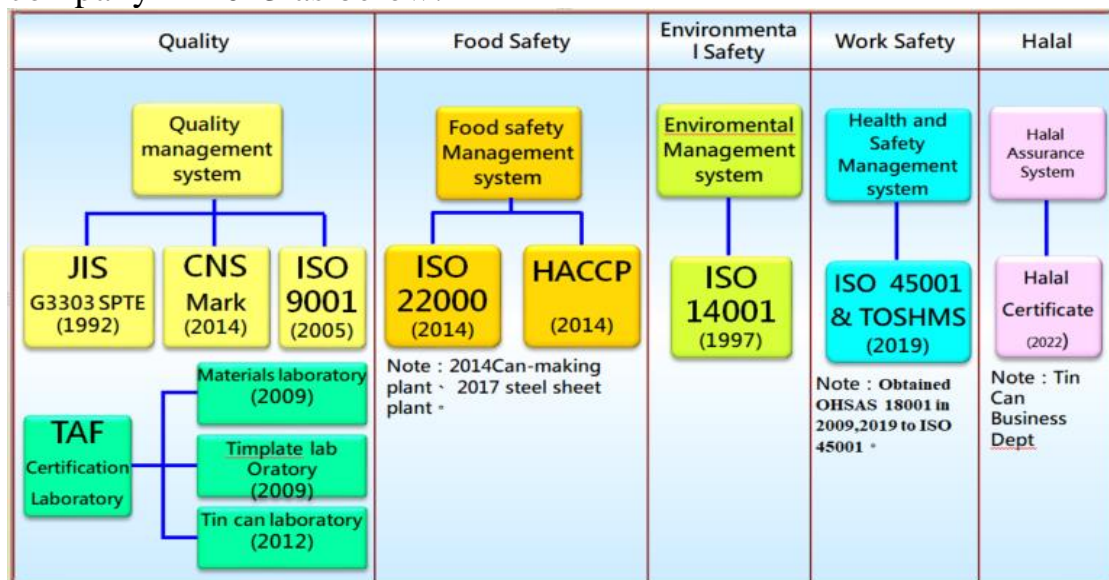 Quality
Food Safety
Environmenta
l Safety
Work Safety
Halal
Quality
management
system
Food safety
Management
system
Enviromental
Management
system
Health and
Safety
Management
system
Halal
Assurance
System
JIS
G3303 SPTE
(1992)
CNS
Mark
(2014)
ISO
9001
(2005)
ISO
22000
(2014)
HACCP
(2014)
ISO
14001
(1997)
ISO 45001
& TOSHMS
(2019)
Halal
Certificate
(2022)
Note：2014Can-making
plant、 2017 steel sheet
plant。
Note：Obtained
OHSAS 18001 in
2009,2019 to ISO
45001。
Note：Tin
Can
Business
Dept
TAF
Certification
Laboratory
Materials laboratory
(2009)
Timplate lab
Oratory
(2009)
Tin can laboratory
(2012)